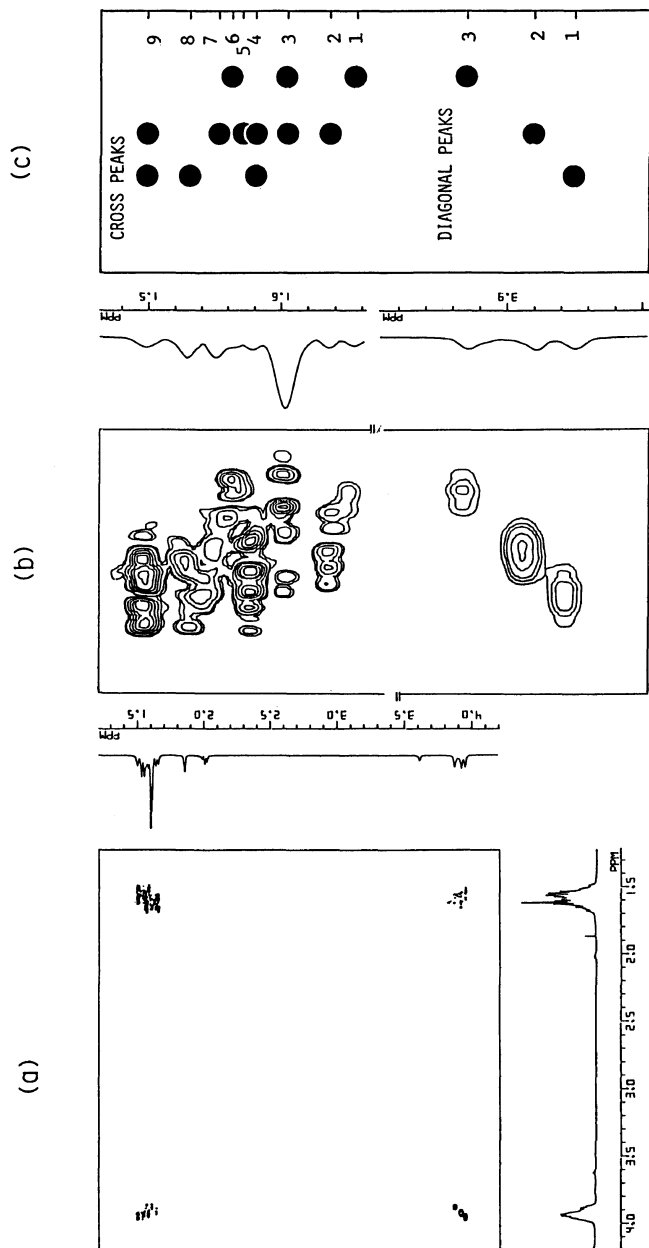 (c)
CROSS PEAKS
9 8 7 6 5 4 3 2 1
DIAGONAL PEAKS
3 2 1
(b)
PPM 1.5 1.6
PPM 3.9
(a)
PPM 1.5 2.0 2.5 3.0 3.5 4.0
PPM 1.5 2.0 2.5 3.0 3.5 4.0